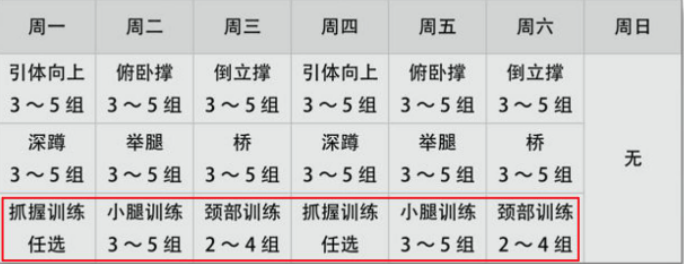 周一 周二 周三 周四 周五 周六 周日
引体向上 俯卧撑 倒立撑 引体向上 俯卧撑 倒立撑
3～5组 3～5组 3～5组 3～5组 3～5组 3～5组
深蹲 举腿 桥 深蹲 举腿 桥
3～5组 3～5组 3～5组 3～5组 3～5组 3～5组
无
抓握训练 小腿训练 颈部训练 抓握训练 小腿训练 颈部训练
任选 3～5组 2～4组 任选 3～5组 2～4组